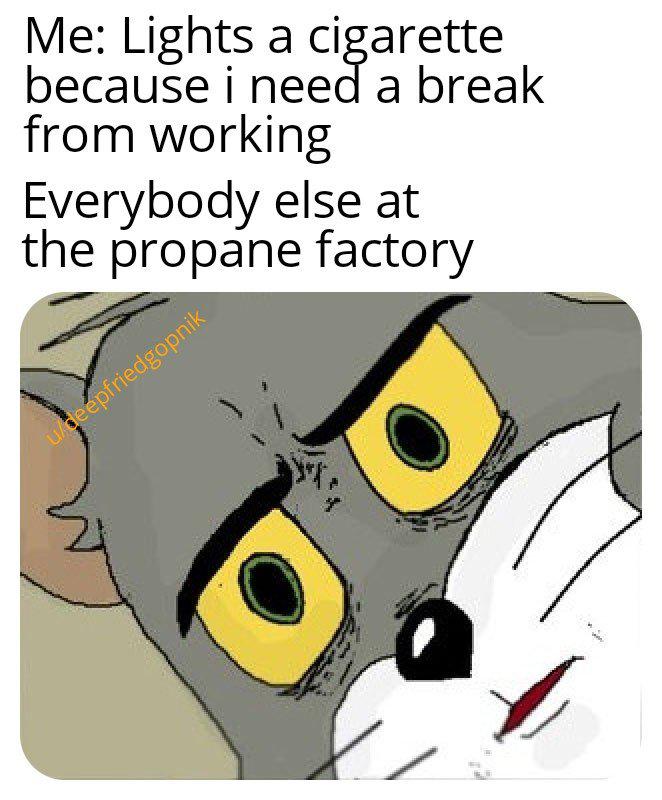 Me: Lights a cigarette
because i need a break
from working
Everybody else at
the propane factory
u/deepfriedgopnik